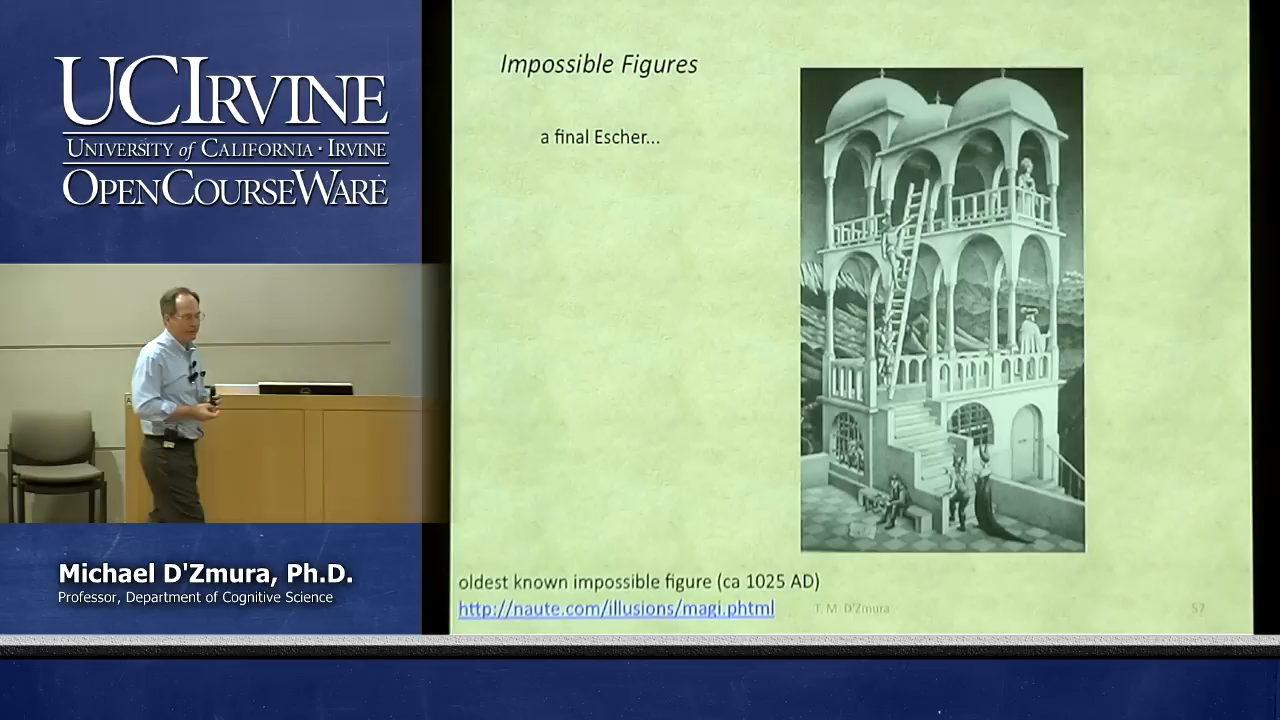 UCIRVINE
UNIVERSITY of CALIFORNIA · IRVINE
OPENCOURSEWARE
Michael D'Zmura, Ph.D.
Professor, Department of Cognitive Science
Impossible Figures
a final Escher...
oldest known impossible figure (ca 1025 AD)
http://naute.com/illusions/magi.phtml
T. M. D'Zmura
57